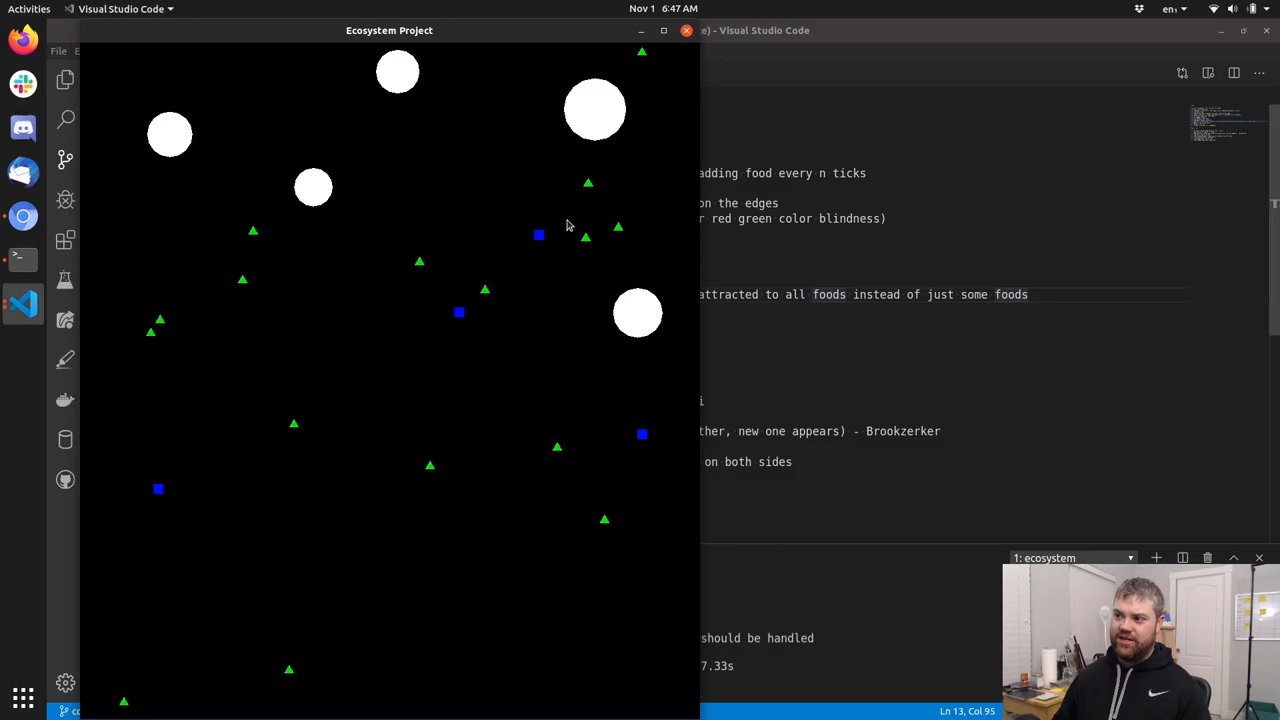 Activities
Visual Studio Code
Nov 1 6:47 AM
en₁
Ecosystem Project
e) - Visual Studio Code
File E
adding food every n ticks
on the edges
r red green color blindness)
attracted to all foods instead of just some foods
i
ther, new one appears) - Brookzerker
on both sides
1: ecosystem
should be handled
7.33s
Ln 13, Col 95